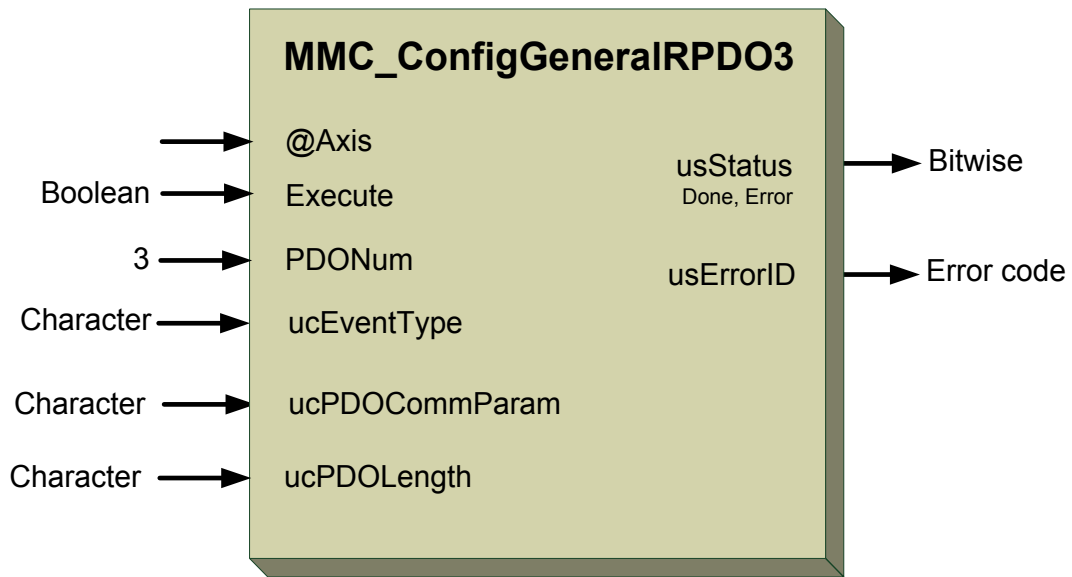 MMC_ConfigGeneralRPDO3
@Axis
Boolean
Execute
3
PDONum
Character
ucEventType
Character
ucPDOCommParam
Character
ucPDOLength
usStatus
Done, Error
Bitwise
usErrorID
Error code